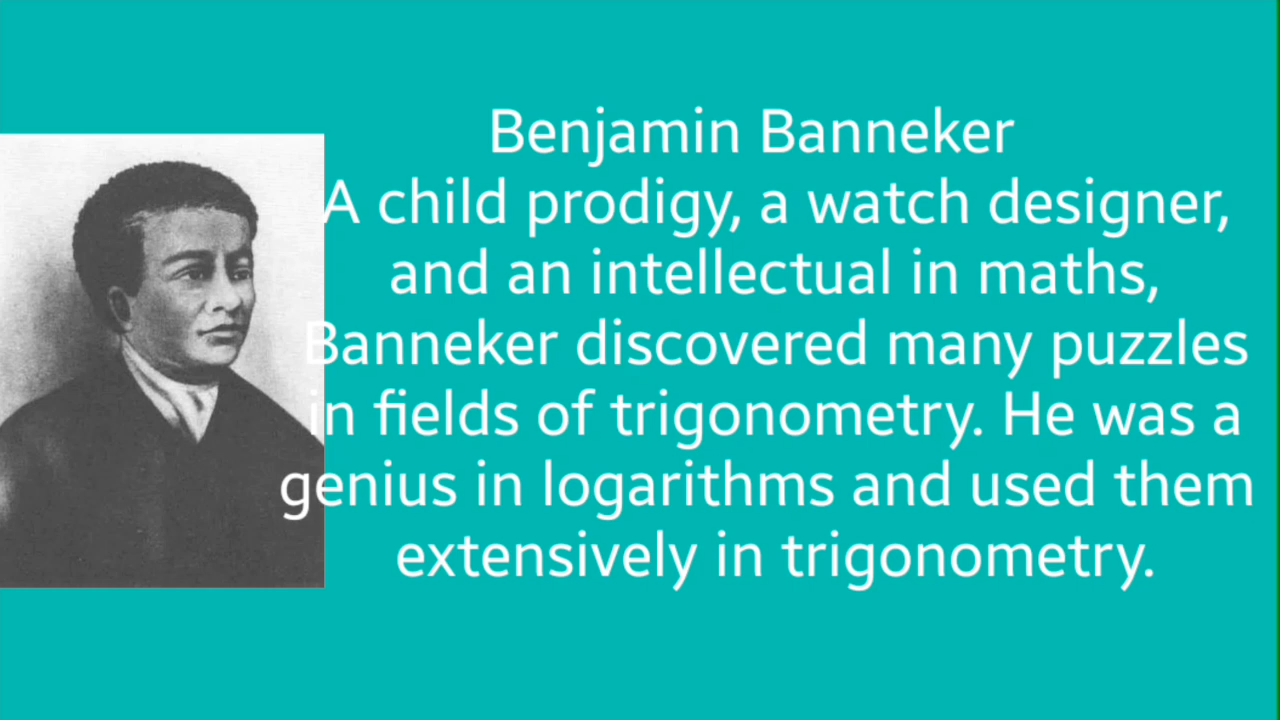 Benjamin Banneker
A child prodigy, a watch designer,
and an intellectual in maths,
Banneker discovered many puzzles
in fields of trigonometry. He was a
genius in logarithms and used them
extensively in trigonometry.